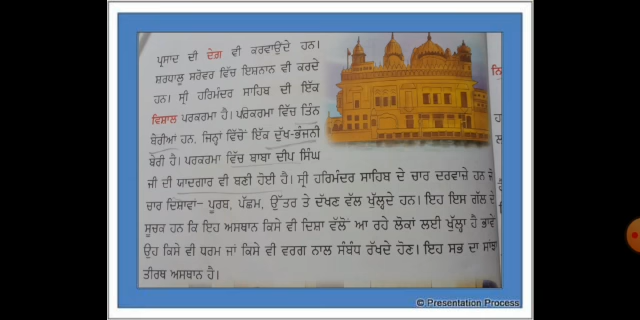 ਪ੍ਰਸਾਦ ਦੀ ਦੇਗ ਵੀ ਕਰਵਾਉਂਦੇ ਹਨ।
ਸ਼ਰਧਾਲੂ ਸਰੋਵਰ ਵਿੱਚ ਇਸ਼ਨਾਨ ਵੀ ਕਰਦੇ
ਹਨ। ਸ੍ਰੀ ਹਰਿਮੰਦਰ ਸਾਹਿਬ ਦੀ ਇੱਕ
ਵਿਸ਼ਾਲ ਪਰਕਰਮਾ ਹੈ। ਪਰਕਰਮਾ ਵਿੱਚ ਤਿੰਨ
ਬੇਰੀਆਂ ਹਨ, ਜਿਨ੍ਹਾਂ ਵਿੱਚੋਂ ਇੱਕ ਦੁੱਖ-ਭੰਜਨੀ
ਬੇਰੀ ਹੈ। ਪਰਕਰਮਾ ਵਿੱਚ ਬਾਬਾ ਦੀਪ ਸਿੰਘ
ਜੀ ਦੀ ਯਾਦਗਾਰ ਵੀ ਬਣੀ ਹੋਈ ਹੈ। ਸ੍ਰੀ ਹਰਿਮੰਦਰ ਸਾਹਿਬ ਦੇ ਚਾਰ ਦਰਵਾਜ਼ੇ ਹਨ ਜੋ
ਚਾਰ ਦਿਸ਼ਾਵਾਂ- ਪੂਰਬ, ਪੱਛਮ, ਉੱਤਰ ਤੇ ਦੱਖਣ ਵੱਲ ਖੁੱਲ੍ਹਦੇ ਹਨ। ਇਹ ਇਸ ਗੱਲ ਦੇ
ਸੂਚਕ ਹਨ ਕਿ ਇਹ ਅਸਥਾਨ ਕਿਸੇ ਵੀ ਦਿਸ਼ਾ ਵੱਲੋਂ ਆ ਰਹੇ ਲੋਕਾਂ ਲਈ ਖੁੱਲ੍ਹਾ ਹੈ ਭਾਵੇਂ
ਉਹ ਕਿਸੇ ਵੀ ਧਰਮ ਜਾਂ ਕਿਸੇ ਵੀ ਵਰਗ ਨਾਲ ਸੰਬੰਧ ਰੱਖਦੇ ਹੋਣ। ਇਹ ਸਭ ਦਾ ਸਾਂਝਾ
ਤੀਰਥ ਅਸਥਾਨ ਹੈ।
© Presentation Process